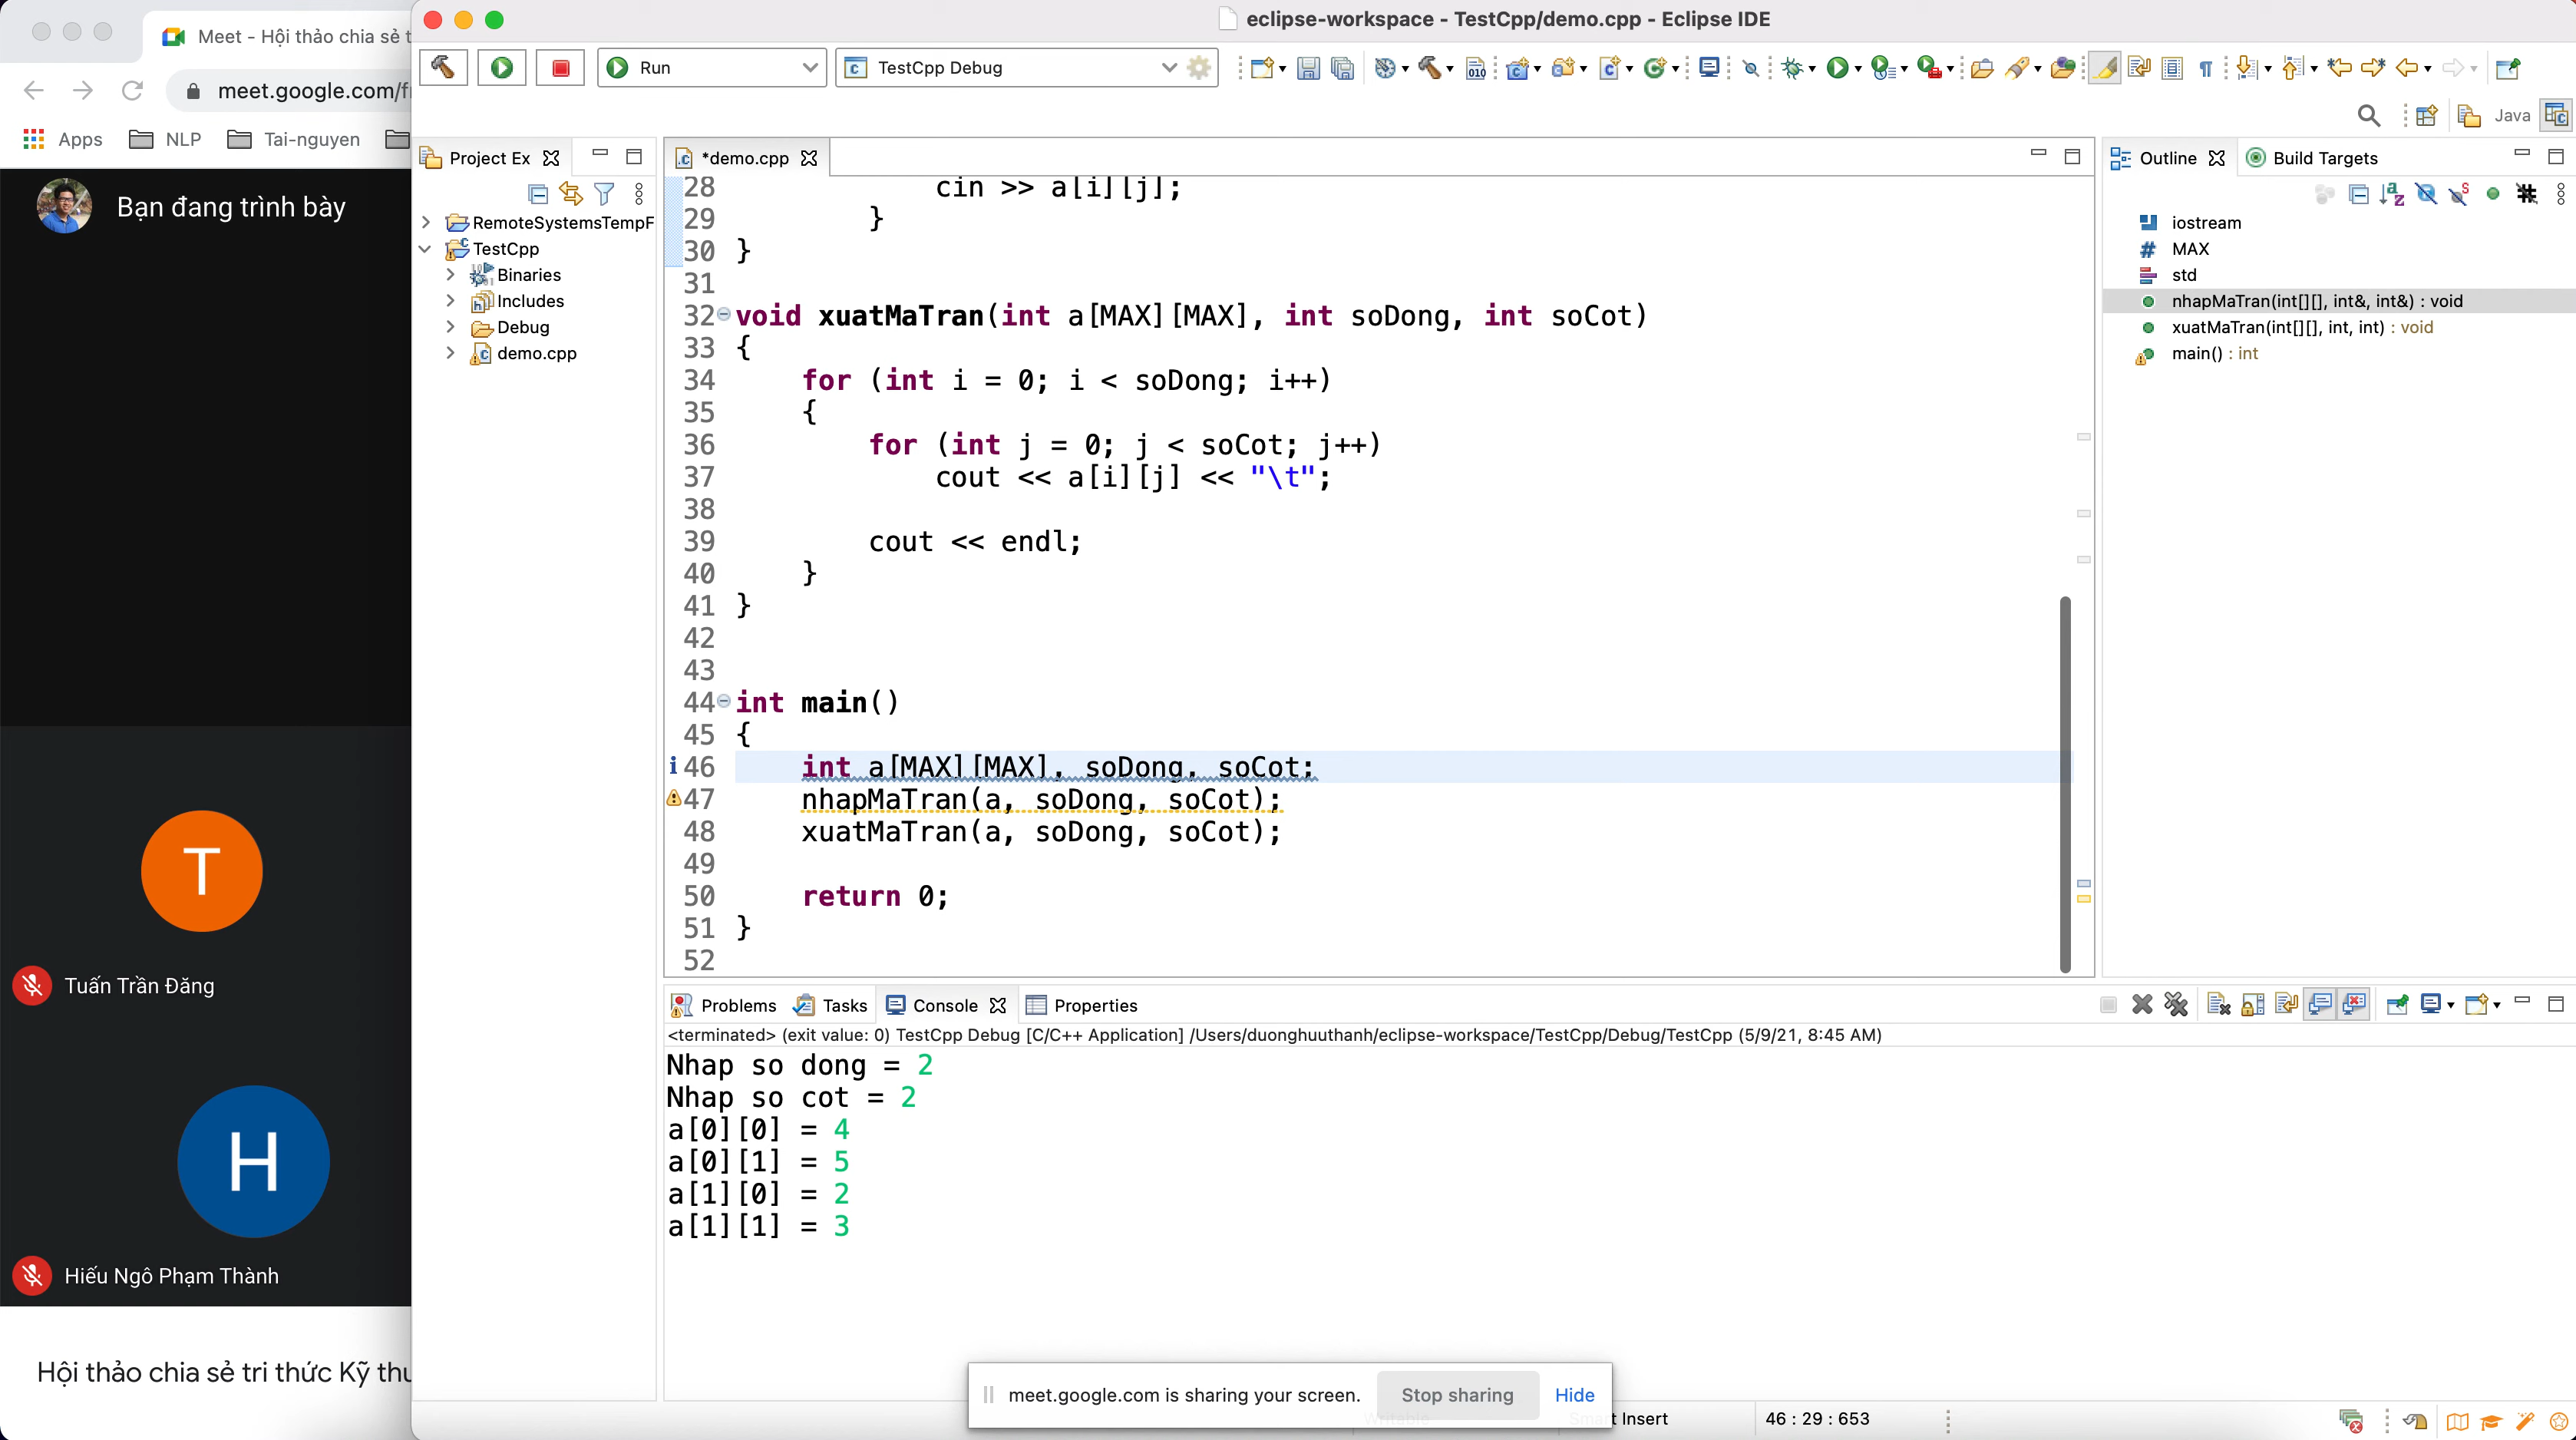 Meet - Hội thảo chia sẻ t
meet.google.com/f
Apps
NLP
Tai-nguyen
Bạn đang trình bày
T
Tuấn Trần Đăng
H
Hiếu Ngô Phạm Thành
Hội thảo chia sẻ tri thức Kỹ thu
eclipse-workspace - TestCpp/demo.cpp - Eclipse IDE
Run
TestCpp Debug
Java
Project Ex
RemoteSystemsTempF
TestCpp
Binaries
Includes
Debug
demo.cpp
*demo.cpp
28 cin >> a[i][j];
29 }
30 }
31
32 void xuatMaTran(int a[MAX][MAX], int soDong, int soCot)
33 {
34 for (int i = 0; i < soDong; i++)
35 {
36 for (int j = 0; j < soCot; j++)
37 cout << a[i][j] << "\t";
38
39 cout << endl;
40 }
41 }
42
43
44 int main()
45 {
46 int a[MAX][MAX], soDong, soCot;
47 nhapMaTran(a, soDong, soCot);
48 xuatMaTran(a, soDong, soCot);
49
50 return 0;
51 }
52
Outline
Build Targets
iostream
MAX
std
nhapMaTran(int[][], int&, int&) : void
xuatMaTran(int[][], int, int) : void
main() : int
Problems
Tasks
Console
Properties
<terminated> (exit value: 0) TestCpp Debug [C/C++ Application] /Users/duonghuuthanh/eclipse-workspace/TestCpp/Debug/TestCpp (5/9/21, 8:45 AM)
Nhap so dong = 2
Nhap so cot = 2
a[0][0] = 4
a[0][1] = 5
a[1][0] = 2
a[1][1] = 3
meet.google.com is sharing your screen.
Stop sharing
Hide
t Insert
46 : 29 : 653